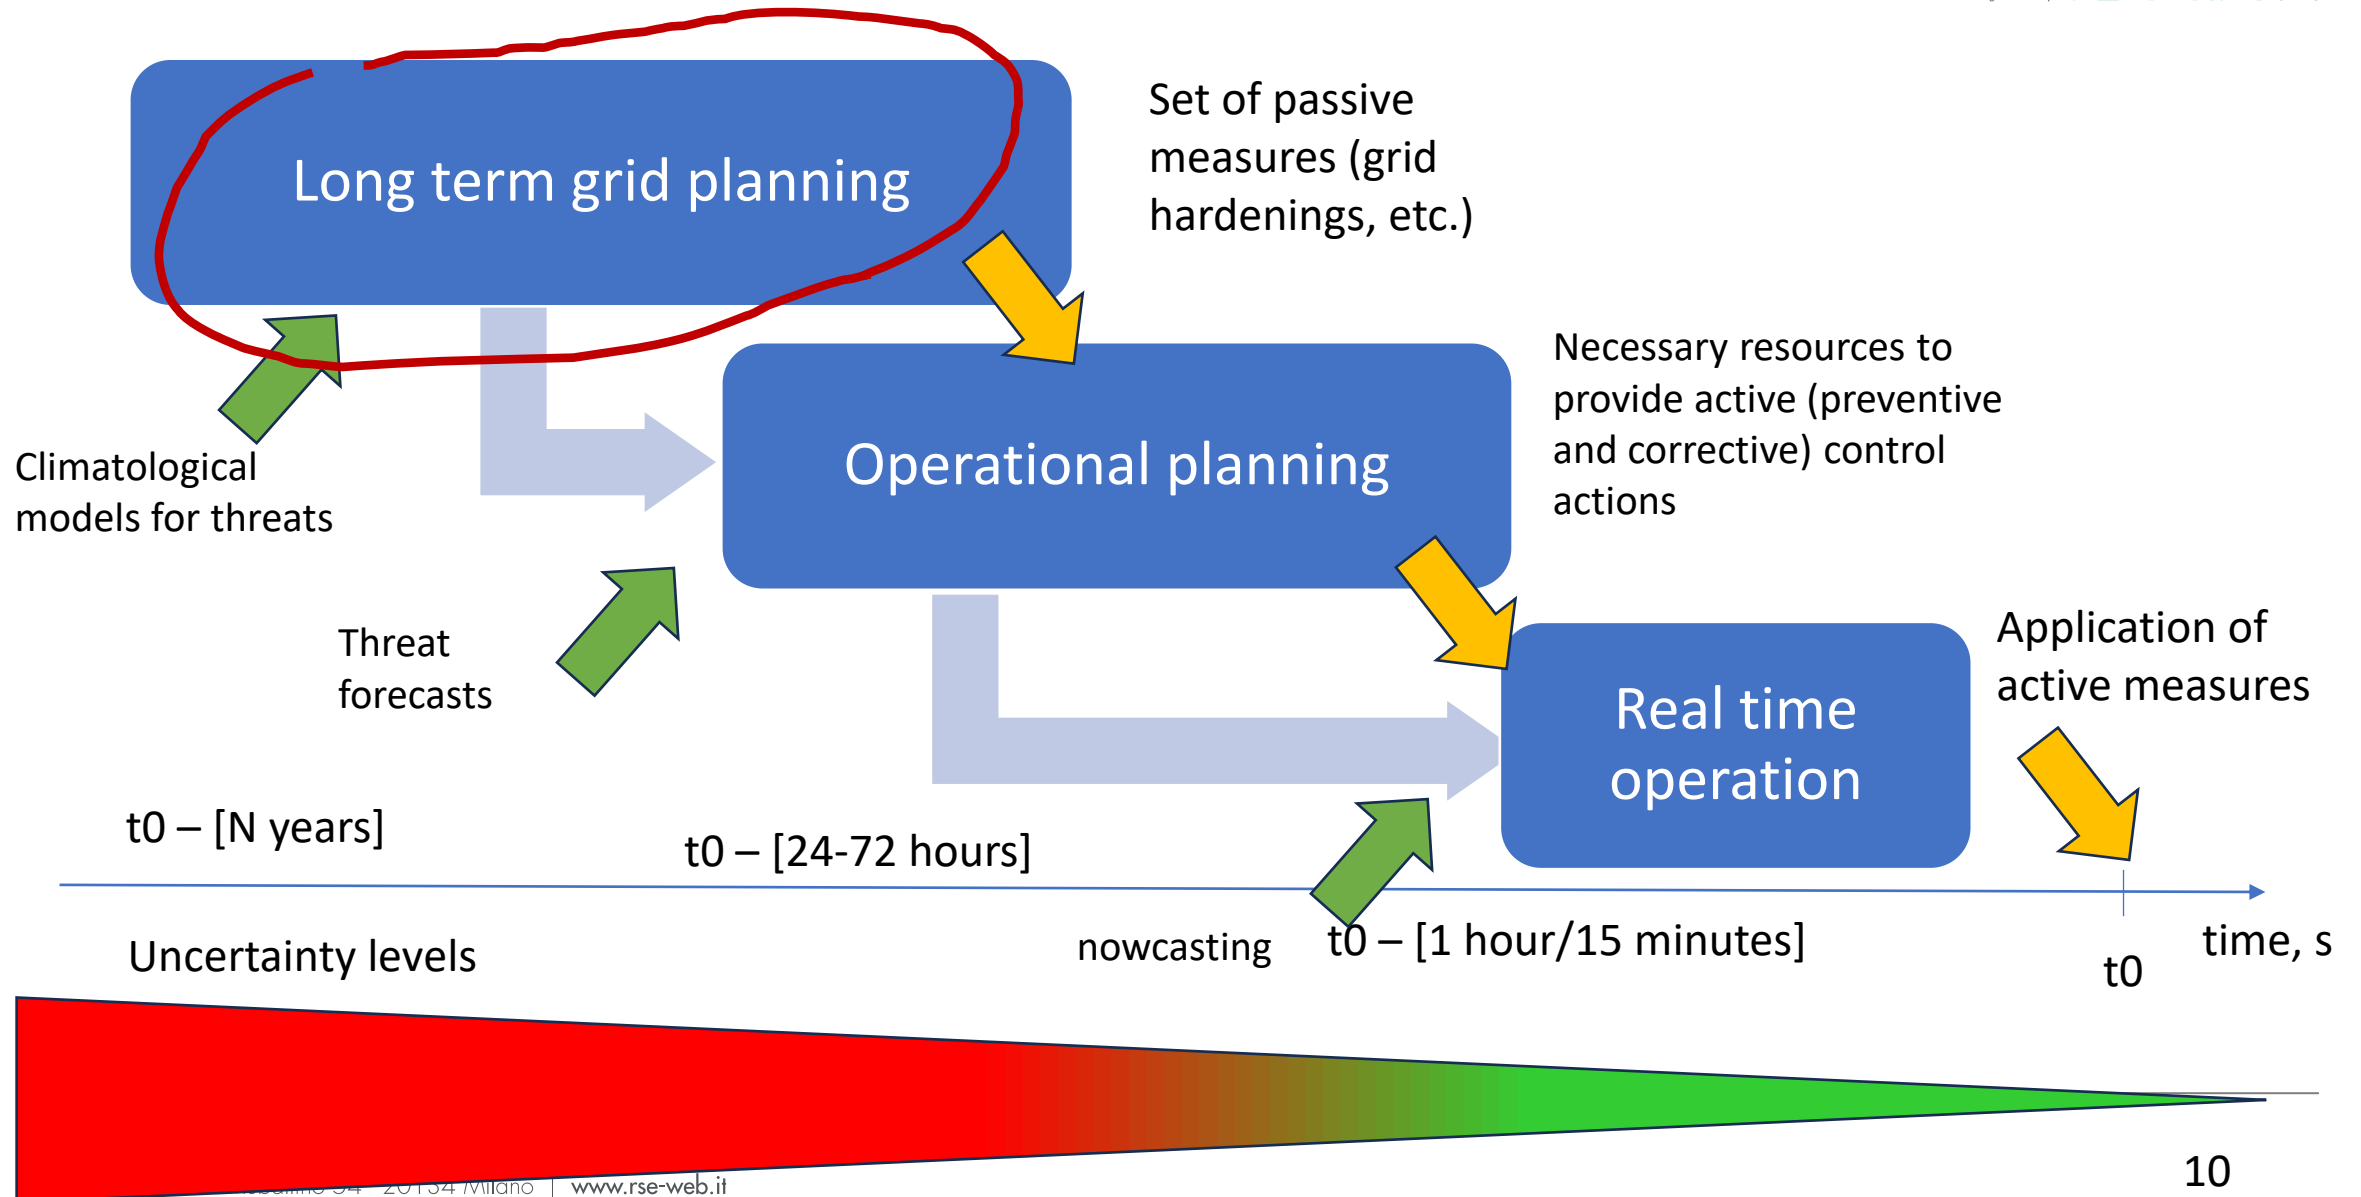 Long term grid planning
Set of passive
measures (grid
hardenings, etc.)
Climatological
models for threats
Operational planning
Necessary resources to
provide active (preventive
and corrective) control
actions
Threat
forecasts
Real time
operation
Application of
active measures
t0 – [N years]
t0 – [24-72 hours]
nowcasting
t0 – [1 hour/15 minutes]
t0
time, s
Uncertainty levels
10
20134 Milano | www.rse-web.it